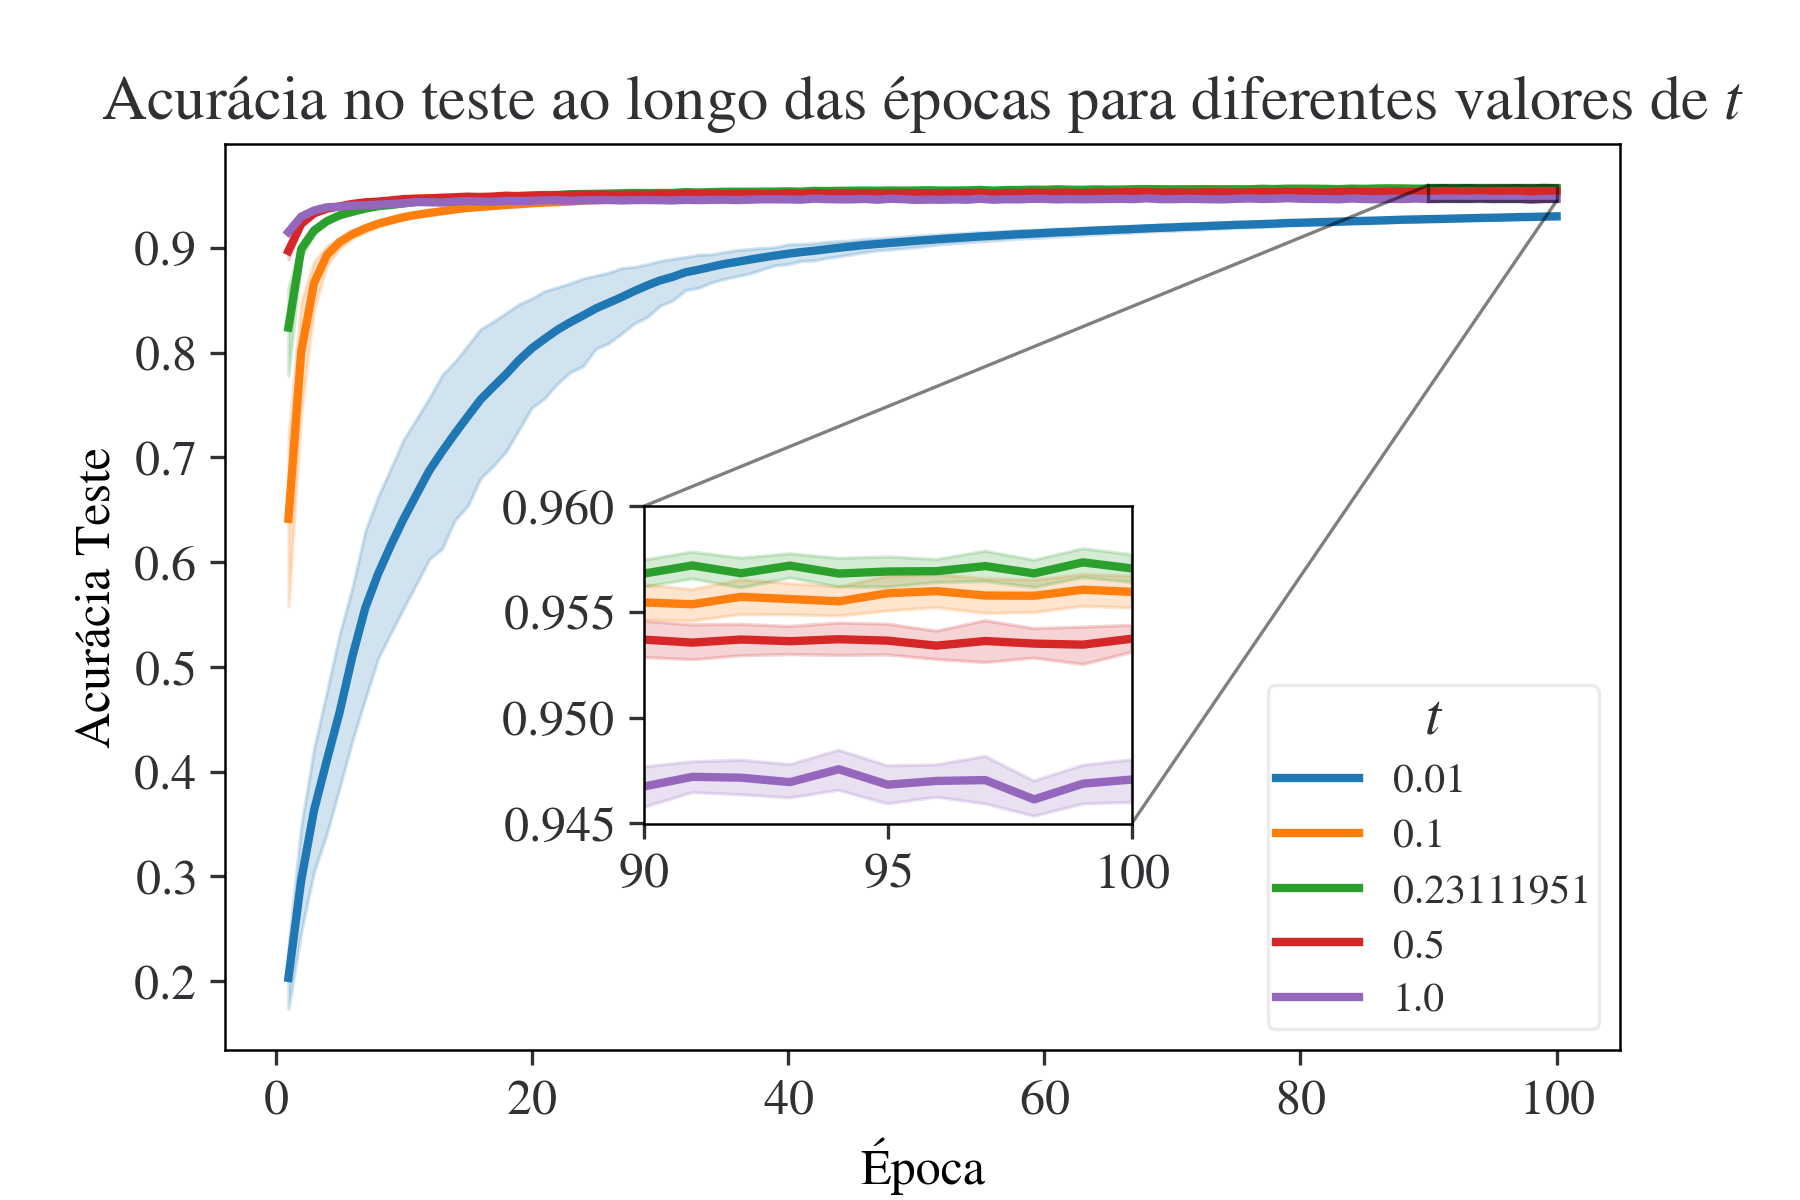 Acurácia no teste ao longo das épocas para diferentes valores de t
Acurácia Teste
0.9
0.8
0.7
0.6
0.5
0.4
0.3
0.2
0.960
0.955
0.950
0.945
90 95 100
t
0.01
0.1
0.23111951
0.5
1.0
0 20 40 60 80 100
Época